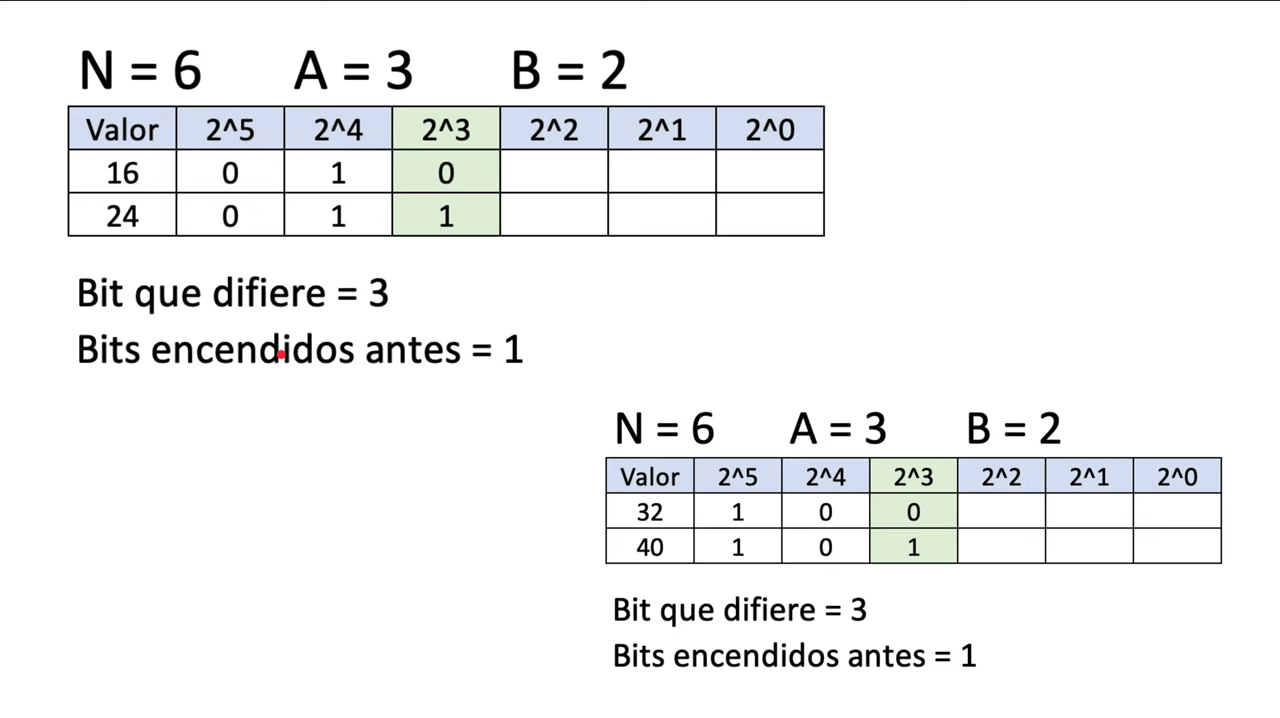 N = 6 A = 3 B = 2
Valor 2^5 2^4 2^3 2^2 2^1 2^0
16 0 1 0
24 0 1 1
Bit que difiere = 3
Bits encendidos antes = 1
N = 6 A = 3 B = 2
Valor 2^5 2^4 2^3 2^2 2^1 2^0
32 1 0 0
40 1 0 1
Bit que difiere = 3
Bits encendidos antes = 1